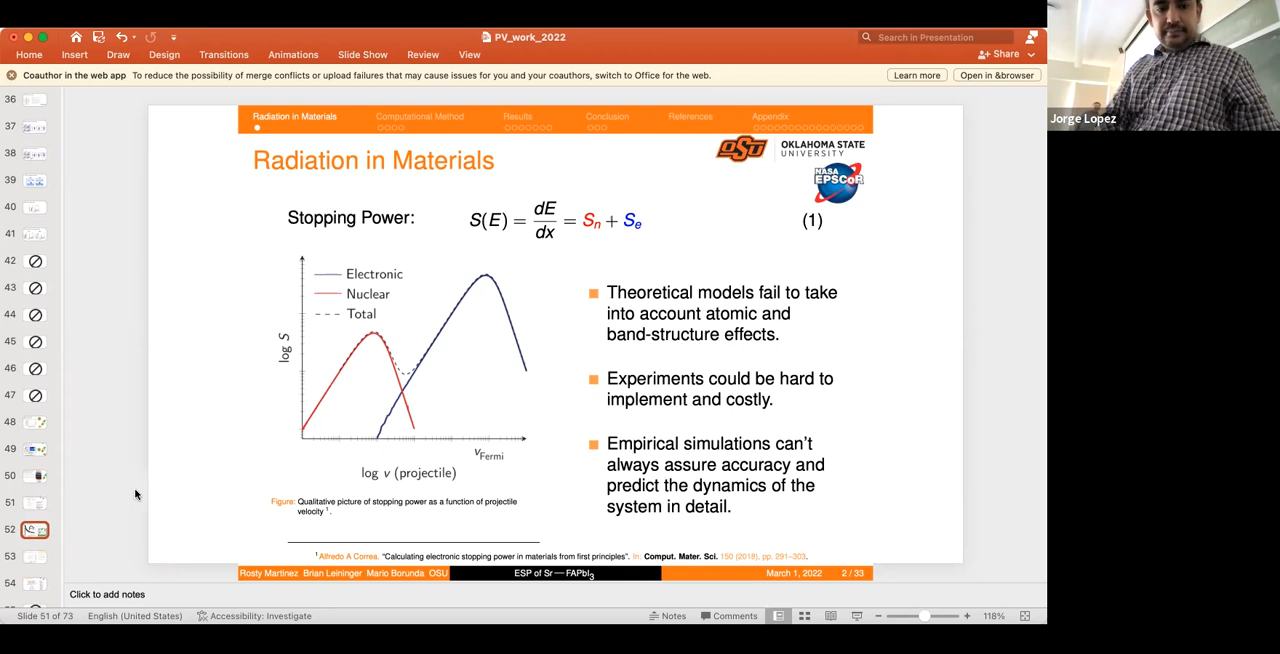 PV_work_2022
Search in Presentation
Home Insert Draw Design Transitions Animations Slide Show Review View
Share
Coauthor in the web app To reduce the possibility of merge conflicts or upload failures that may cause issues for you and your coauthors, switch to Office for the web.
Learn more
Open in &browser
Jorge Lopez
36
37
38
39
40
41
42
43
44
45
46
47
48
49
50
51
52
53
54
Radiation in Materials Computational Method Results Conclusion References Appendix
Radiation in Materials
OSU
OKLAHOMA STATE
UNIVERSITY
NASA
EPSCoR
Stopping Power: S(E) = dE/dx = Sn + Se (1)
Electronic
Nuclear
Total
log S
vFermi
log v (projectile)
Figure: Qualitative picture of stopping power as a function of projectile
velocity 1.
Theoretical models fail to take
into account atomic and
band-structure effects.
Experiments could be hard to
implement and costly.
Empirical simulations can't
always assure accuracy and
predict the dynamics of the
system in detail.
1 Alfredo A Correa. "Calculating electronic stopping power in materials from first principles". In: Comput. Mater. Sci. 150 (2018), pp. 291–303.
Rosty Martinez Brian Leininger Mario Borunda OSU
ESP of Sr—FAPbI3
March 1, 2022 2 / 33
Click to add notes
Slide 51 of 73 English (United States) Accessibility: Investigate
Notes Comments
118%